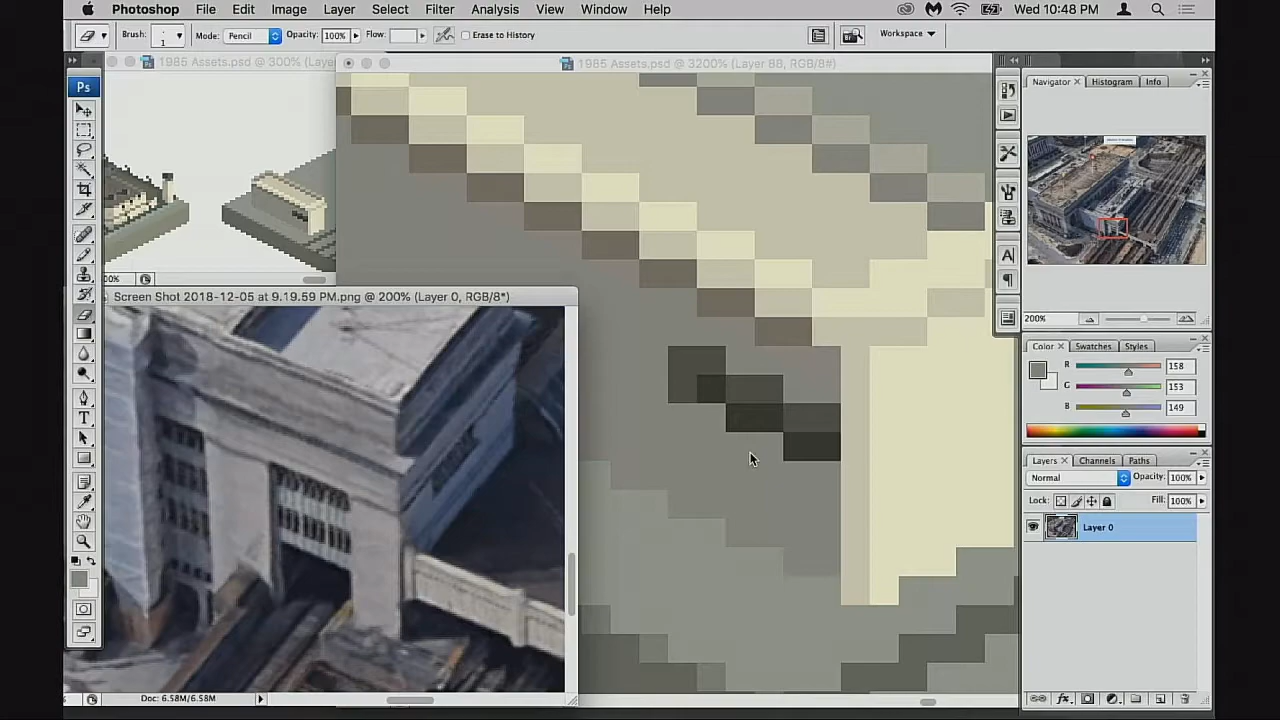 Photoshop File Edit Image Layer Select Filter Analysis View Window Help Wed 10:48 PM
Brush: 1 Mode: Pencil Opacity: 100% Flow: Erase to History Workspace
1985 Assets.psd @ 300% (Laye
1985 Assets.psd @ 3200% (Layer 88, RGB/8#)
Ps
00%
Screen Shot 2018-12-05 at 9.19.59 PM.png @ 200% (Layer 0, RGB/8*)
Doc: 6.58M/6.58M
Navigator Histogram Info
200%
Color Swatches Styles
R 158
G 153
B 149
Layers Channels Paths
Normal Opacity: 100%
Lock: Fill: 100%
Layer 0